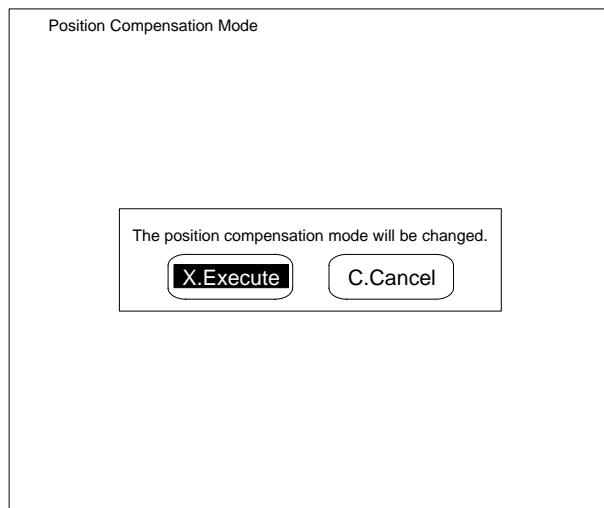 Position Compensation Mode
The position compensation mode will be changed.
X.Execute C.Cancel